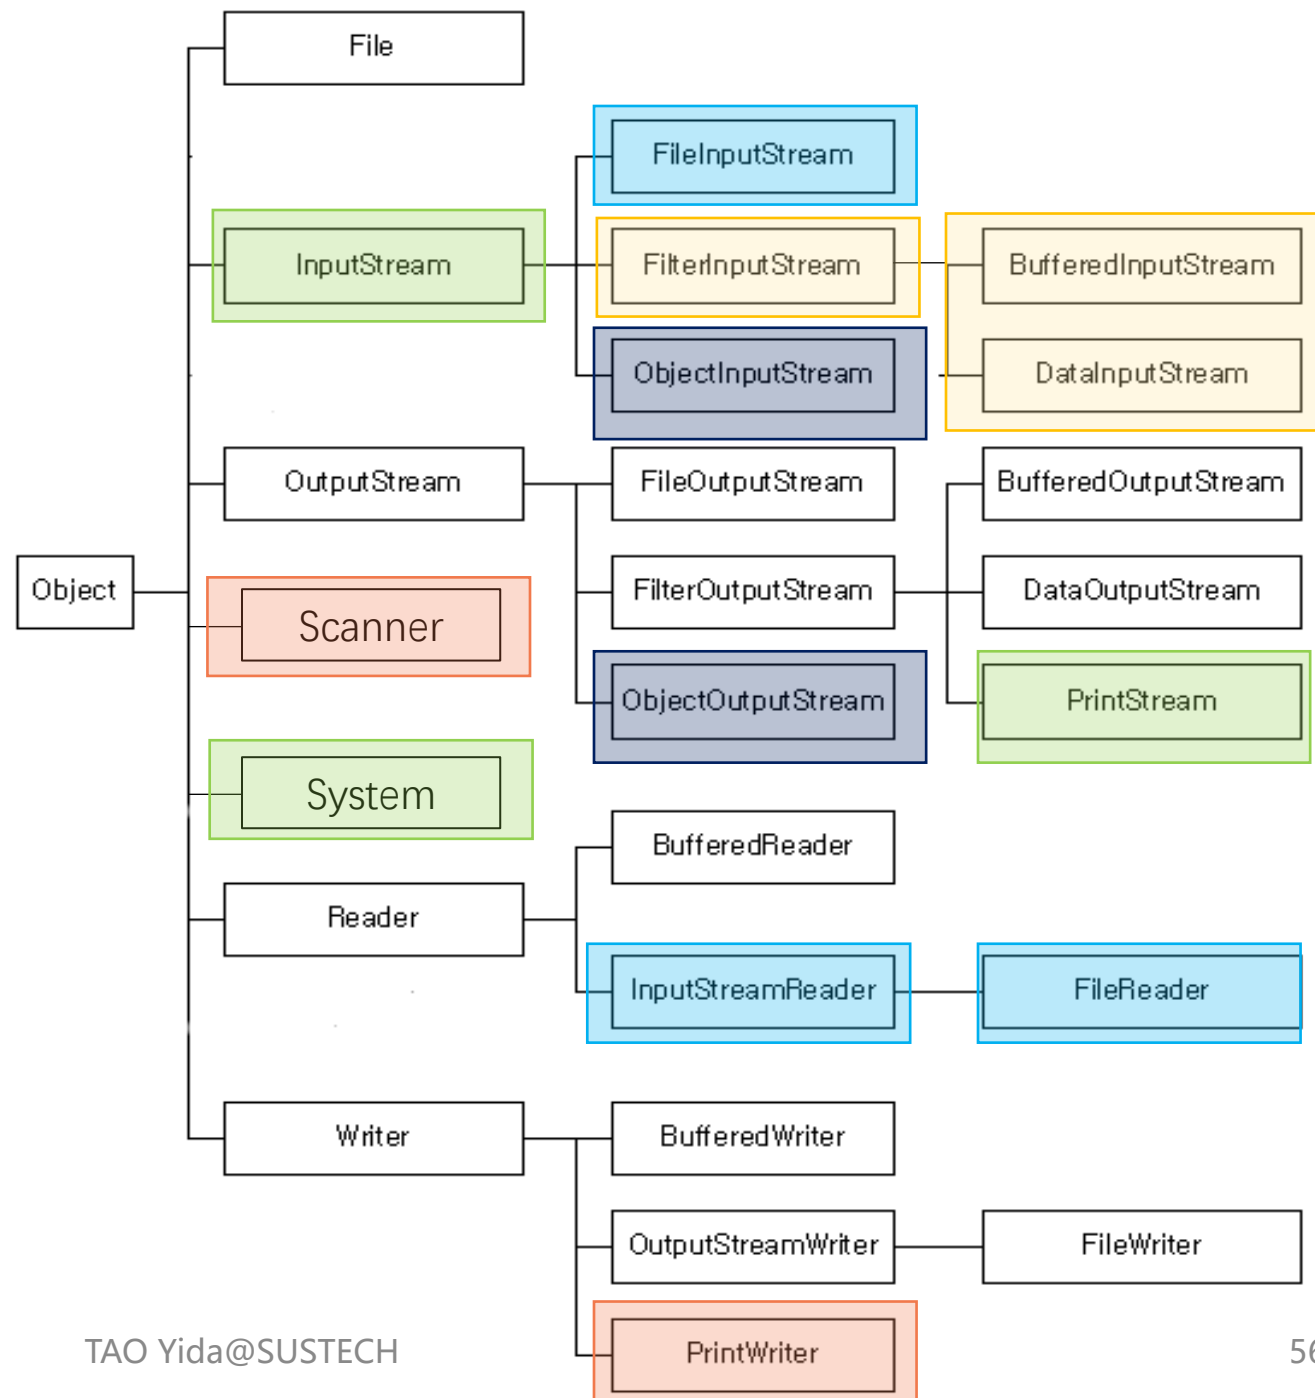 File
FileInputStream
InputStream
FilterInputStream
BufferedInputStream
ObjectInputStream
DataInputStream
OutputStream
FileOutputStream
BufferedOutputStream
Object
FilterOutputStream
DataOutputStream
Scanner
ObjectOutputStream
PrintStream
System
BufferedReader
Reader
InputStreamReader
FileReader
Writer
BufferedWriter
OutputStreamWriter
FileWriter
PrintWriter
TAO Yida@SUSTECH
56